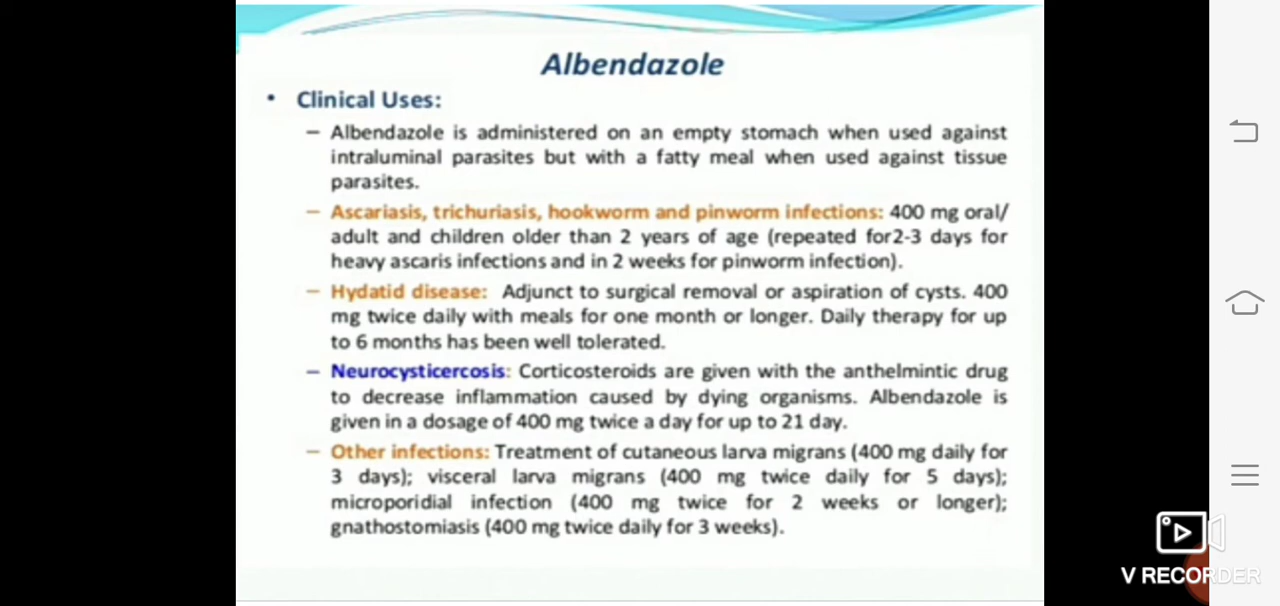 Albendazole
• Clinical Uses:
– Albendazole is administered on an empty stomach when used against
intraluminal parasites but with a fatty meal when used against tissue
parasites.
– Ascariasis, trichuriasis, hookworm and pinworm infections: 400 mg oral/
adult and children older than 2 years of age (repeated for2-3 days for
heavy ascaris infections and in 2 weeks for pinworm infection).
– Hydatid disease: Adjunct to surgical removal or aspiration of cysts. 400
mg twice daily with meals for one month or longer. Daily therapy for up
to 6 months has been well tolerated.
– Neurocysticercosis: Corticosteroids are given with the anthelmintic drug
to decrease inflammation caused by dying organisms. Albendazole is
given in a dosage of 400 mg twice a day for up to 21 day.
– Other infections: Treatment of cutaneous larva migrans (400 mg daily for
3 days); visceral larva migrans (400 mg twice daily for 5 days);
microporidial infection (400 mg twice for 2 weeks or longer);
gnathostomiasis (400 mg twice daily for 3 weeks).
V RECORDER